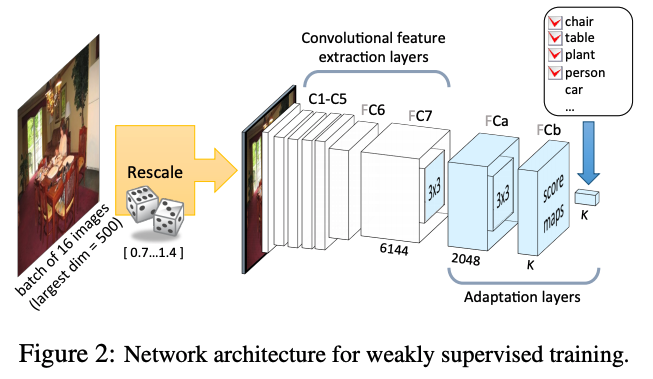 chair
table
plant
person
car
...
Convolutional feature
extraction layers
C1-C5
FC6
FC7
FCa
FCb
Rescale
[ 0.7...1.4 ]
batch of 16 images
(largest dim = 500)
3x3
3x3
score
maps
6144
2048
K
K
Adaptation layers
Figure 2: Network architecture for weakly supervised training.